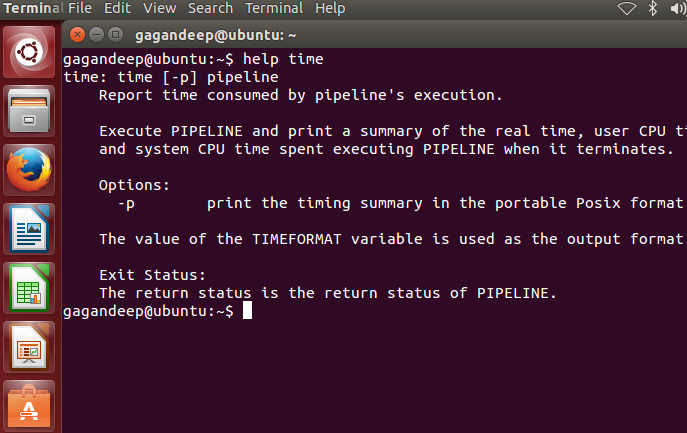 Terminal File Edit View Search Terminal Help
gagandeep@ubuntu: ~
gagandeep@ubuntu:~$ help time
time: time [-p] pipeline
Report time consumed by pipeline's execution.
Execute PIPELINE and print a summary of the real time, user CPU ti
and system CPU time spent executing PIPELINE when it terminates.
Options:
-p print the timing summary in the portable Posix format
The value of the TIMEFORMAT variable is used as the output format
Exit Status:
The return status is the return status of PIPELINE.
gagandeep@ubuntu:~$